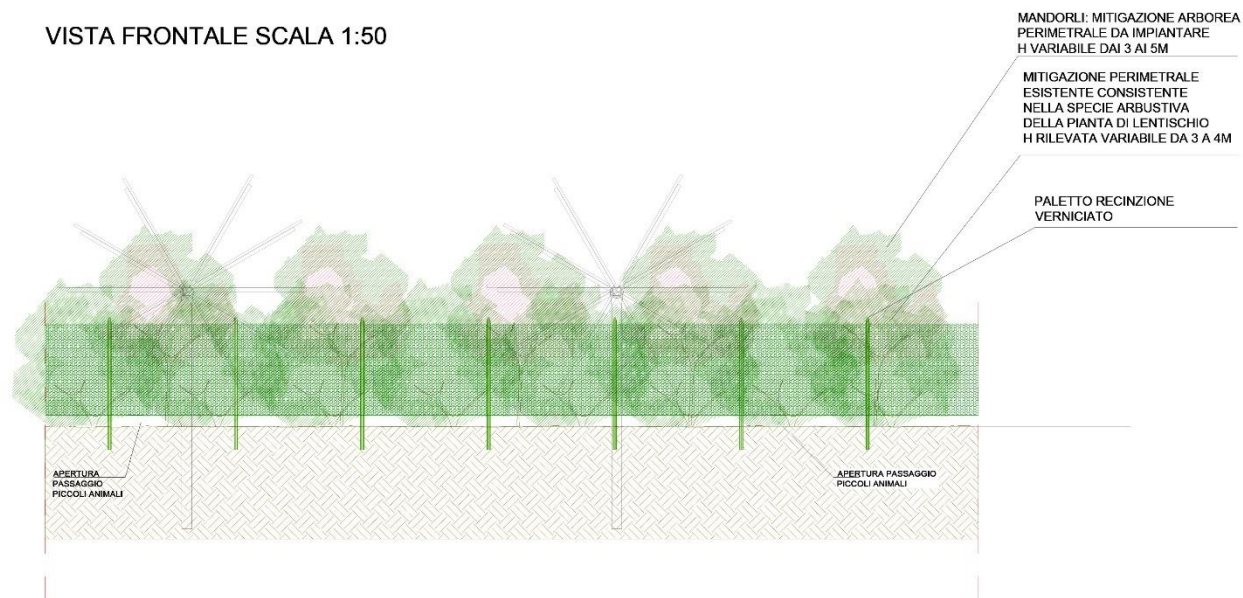 VISTA FRONTALE SCALA 1:50
MANDORLI: MITIGAZIONE ARBOREA
PERIMETRALE DA IMPIANTARE
H VARIABILE DAI 3 AI 5M
MITIGAZIONE PERIMETRALE
ESISTENTE CONSISTENTE
NELLA SPECIE ARBUSTIVA
DELLA PIANTA DI LENTISCHIO
H RILEVATA VARIABILE DA 3 A 4M
PALETTO RECINZIONE
VERNICIATO
APERTURA
PASSAGGIO
PICCOLI ANIMALI
APERTURA PASSAGGIO
PICCOLI ANIMALI